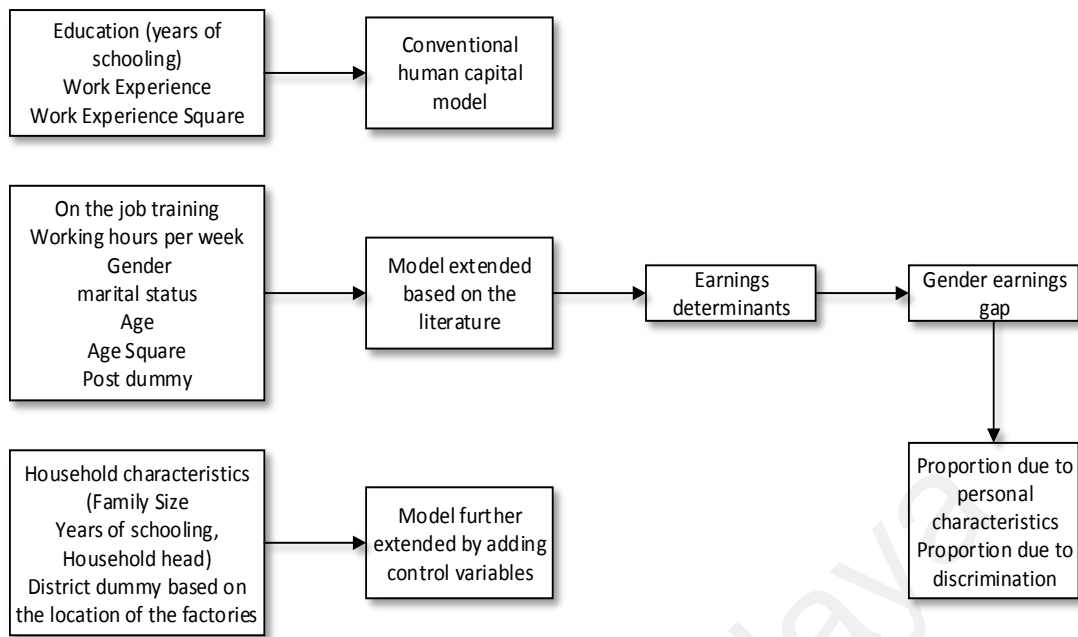 Education (years of
schooling)
Work Experience
Work Experience Square
Conventional
human capital
model
On the job training
Working hours per week
Gender
marital status
Age
Age Square
Post dummy
Model extended
based on the
literature
Earnings
determinants
Gender earnings
gap
Household characteristics
(Family Size
Years of schooling,
Household head)
District dummy based on
the location of the factories
Model further
extended by adding
control variables
Proportion due to
personal
characteristics
Proportion due to
discrimination
laya